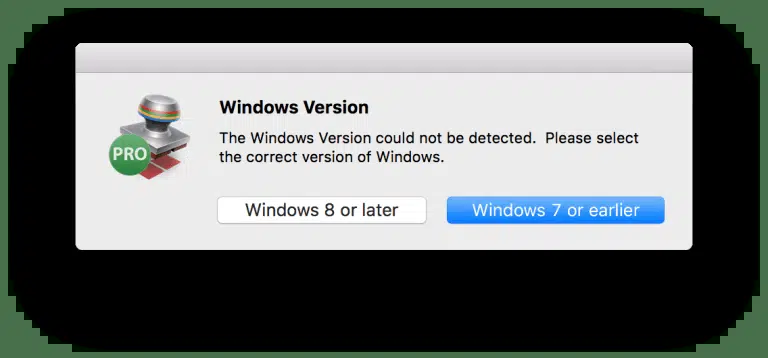 Windows Version
The Windows Version could not be detected.  Please select
the correct version of Windows.
PRO
Windows 8 or later
Windows 7 or earlier